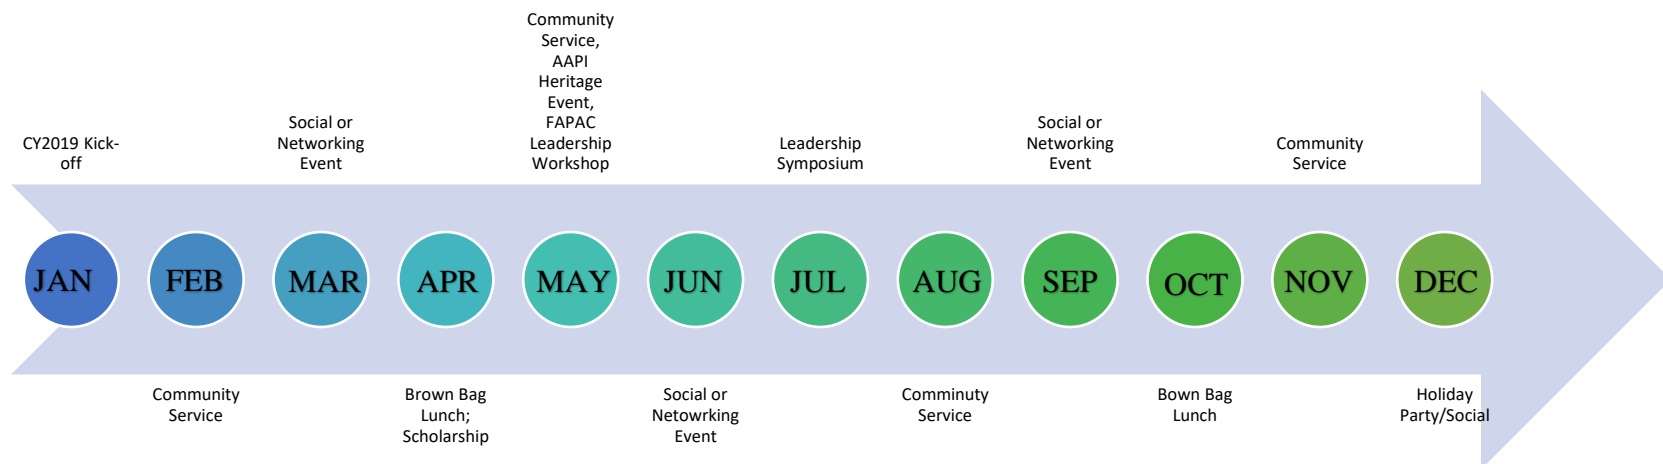 Community
Service,
AAPI
Heritage
Event,
FAPAC
Leadership
Workshop
CY2019 Kick-
off
Social or
Networking
Event
Leadership
Symposium
Social or
Networking
Event
Community
Service
JAN
FEB
MAR
APR
MAY
JUN
JUL
AUG
SEP
OCT
NOV
DEC
Community
Service
Brown Bag
Lunch;
Scholarship
Social or
Netowrking
Event
Comminuty
Service
Bown Bag
Lunch
Holiday
Party/Social